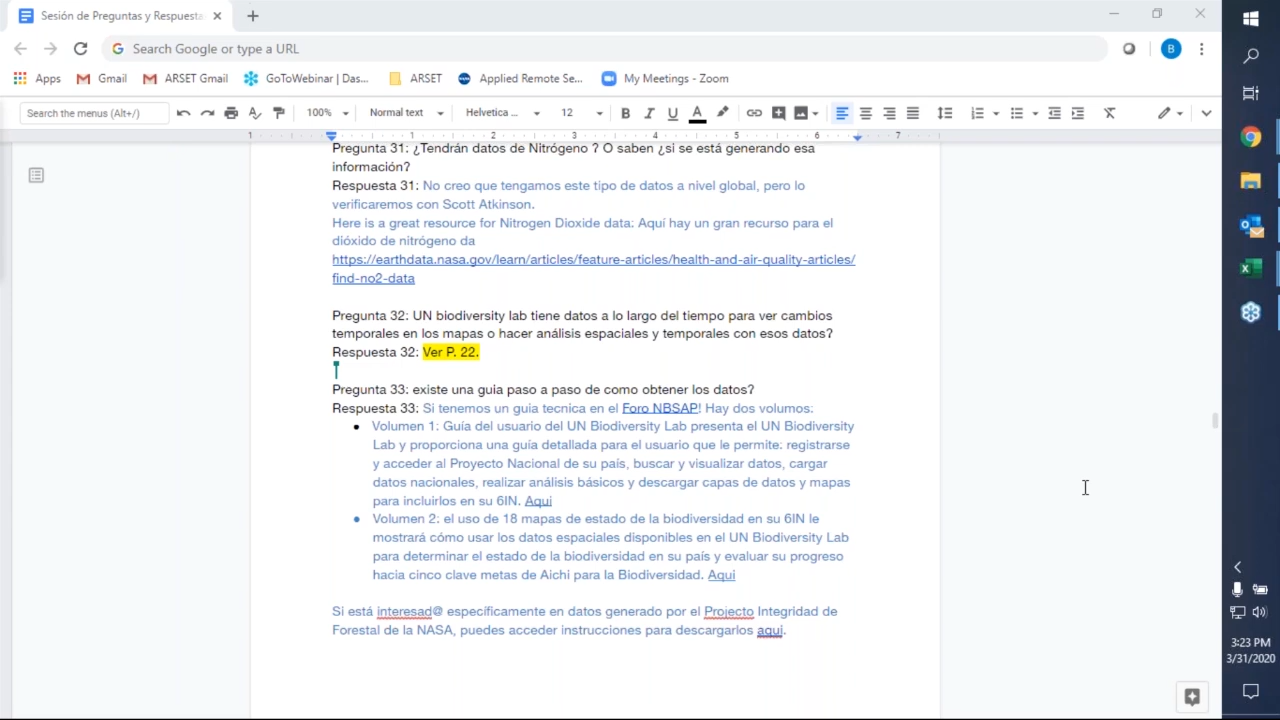 Sesión de Preguntas y Respuesta
Search Google or type a URL
B
Apps Gmail ARSET Gmail GoToWebinar | Das... ARSET Applied Remote Se... My Meetings - Zoom
Search the menus (Alt+/) 100% Normal text Helvetica ... 12 B I U A
1 1 2 3 4 5 6 7
Pregunta 31: ¿Tendrán datos de Nitrógeno ? O saben ¿si se está generando esa
información?
Respuesta 31: No creo que tengamos este tipo de datos a nivel global, pero lo
verificaremos con Scott Atkinson.
Here is a great resource for Nitrogen Dioxide data: Aquí hay un gran recurso para el
dióxido de nitrógeno da
https://earthdata.nasa.gov/learn/articles/feature-articles/health-and-air-quality-articles/
find-no2-data
Pregunta 32: UN biodiversity lab tiene datos a lo largo del tiempo para ver cambios
temporales en los mapas o hacer análisis espaciales y temporales con esos datos?
Respuesta 32: Ver P. 22.
Pregunta 33: existe una guia paso a paso de como obtener los datos?
Respuesta 33: Si tenemos un guia tecnica en el Foro NBSAP! Hay dos volumos:
Volumen 1: Guía del usuario del UN Biodiversity Lab presenta el UN Biodiversity
Lab y proporciona una guía detallada para el usuario que le permite: registrarse
y acceder al Proyecto Nacional de su país, buscar y visualizar datos, cargar
datos nacionales, realizar análisis básicos y descargar capas de datos y mapas
para incluirlos en su 6IN. Aqui
Volumen 2: el uso de 18 mapas de estado de la biodiversidad en su 6IN le
mostrará cómo usar los datos espaciales disponibles en el UN Biodiversity Lab
para determinar el estado de la biodiversidad en su país y evaluar su progreso
hacia cinco clave metas de Aichi para la Biodiversidad. Aqui
Si está interesad@ específicamente en datos generado por el Projecto Integridad de
Forestal de la NASA, puedes acceder instrucciones para descargarlos aqui.
3:23 PM
3/31/2020